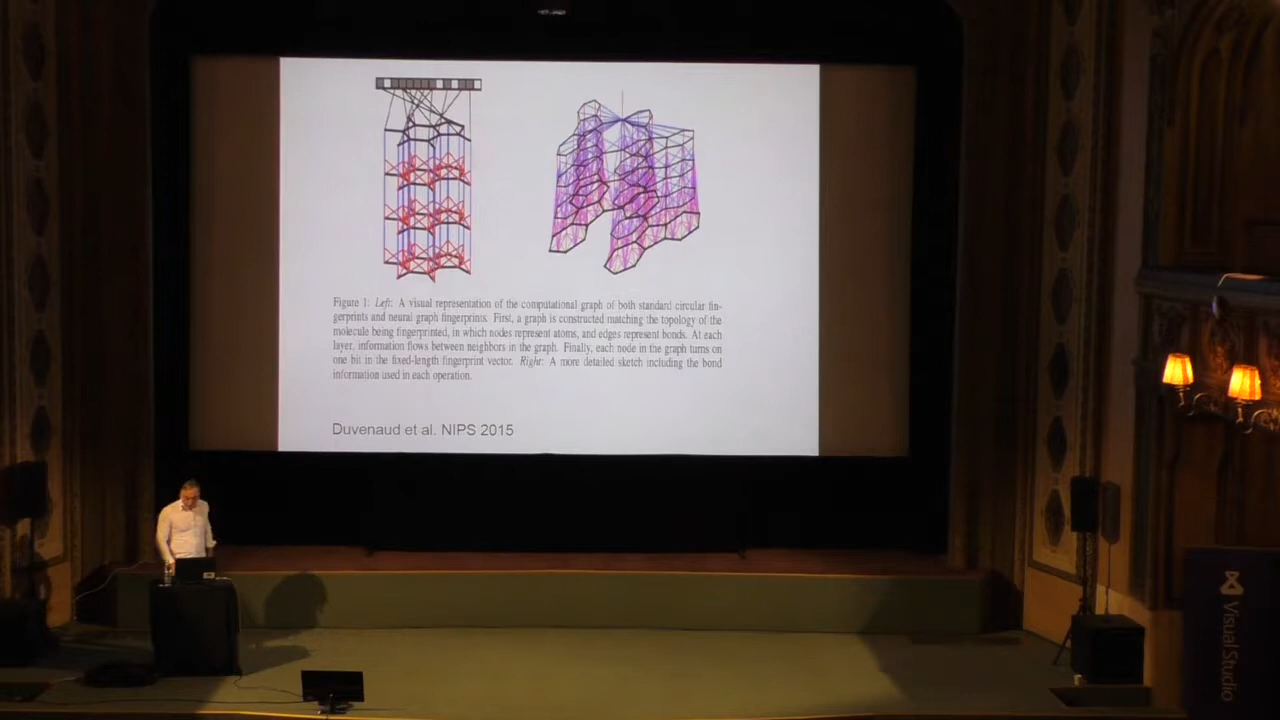 Figure 1: Left: A visual representation of the computational graph of both standard circular fin-
gerprints and neural graph fingerprints. First, a graph is constructed matching the topology of the
molecule being fingerprinted, in which nodes represent atoms, and edges represent bonds. At each
layer, information flows between neighbors in the graph. Finally, each node in the graph turns on
one bit in the fixed-length fingerprint vector. Right: A more detailed sketch including the bond
information used in each operation.
Duvenaud et al. NIPS 2015
Visual Studio